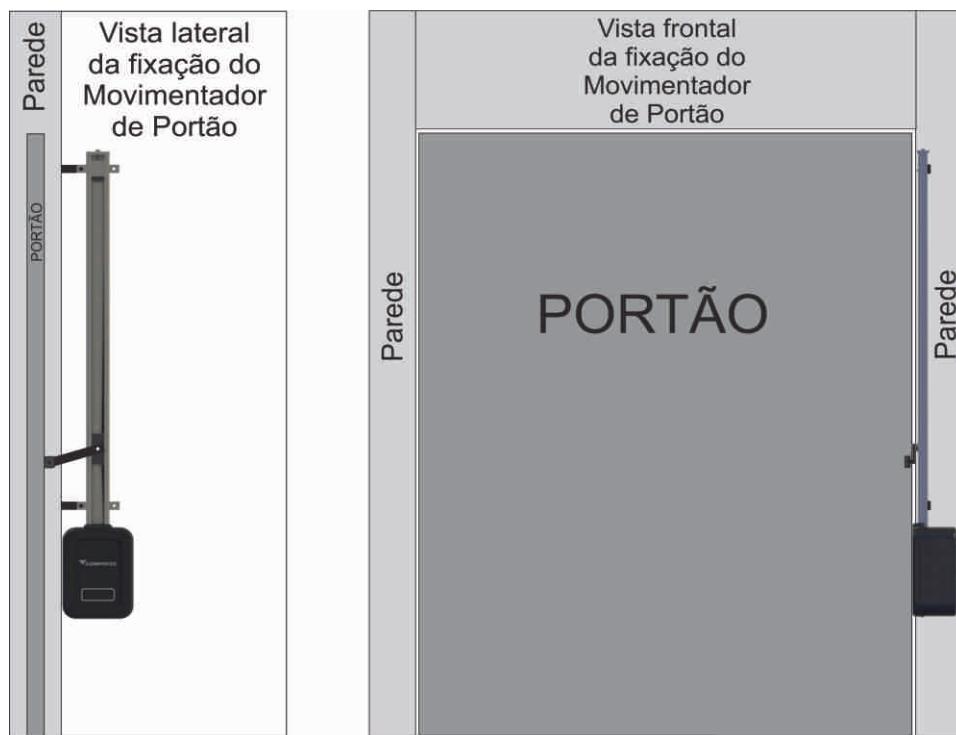 Parede
Vista lateral
da fixação do
Movimentador
de Portão
PORTÃO
Vista frontal
da fixação do
Movimentador
de Portão
Parede
PORTÃO
Parede